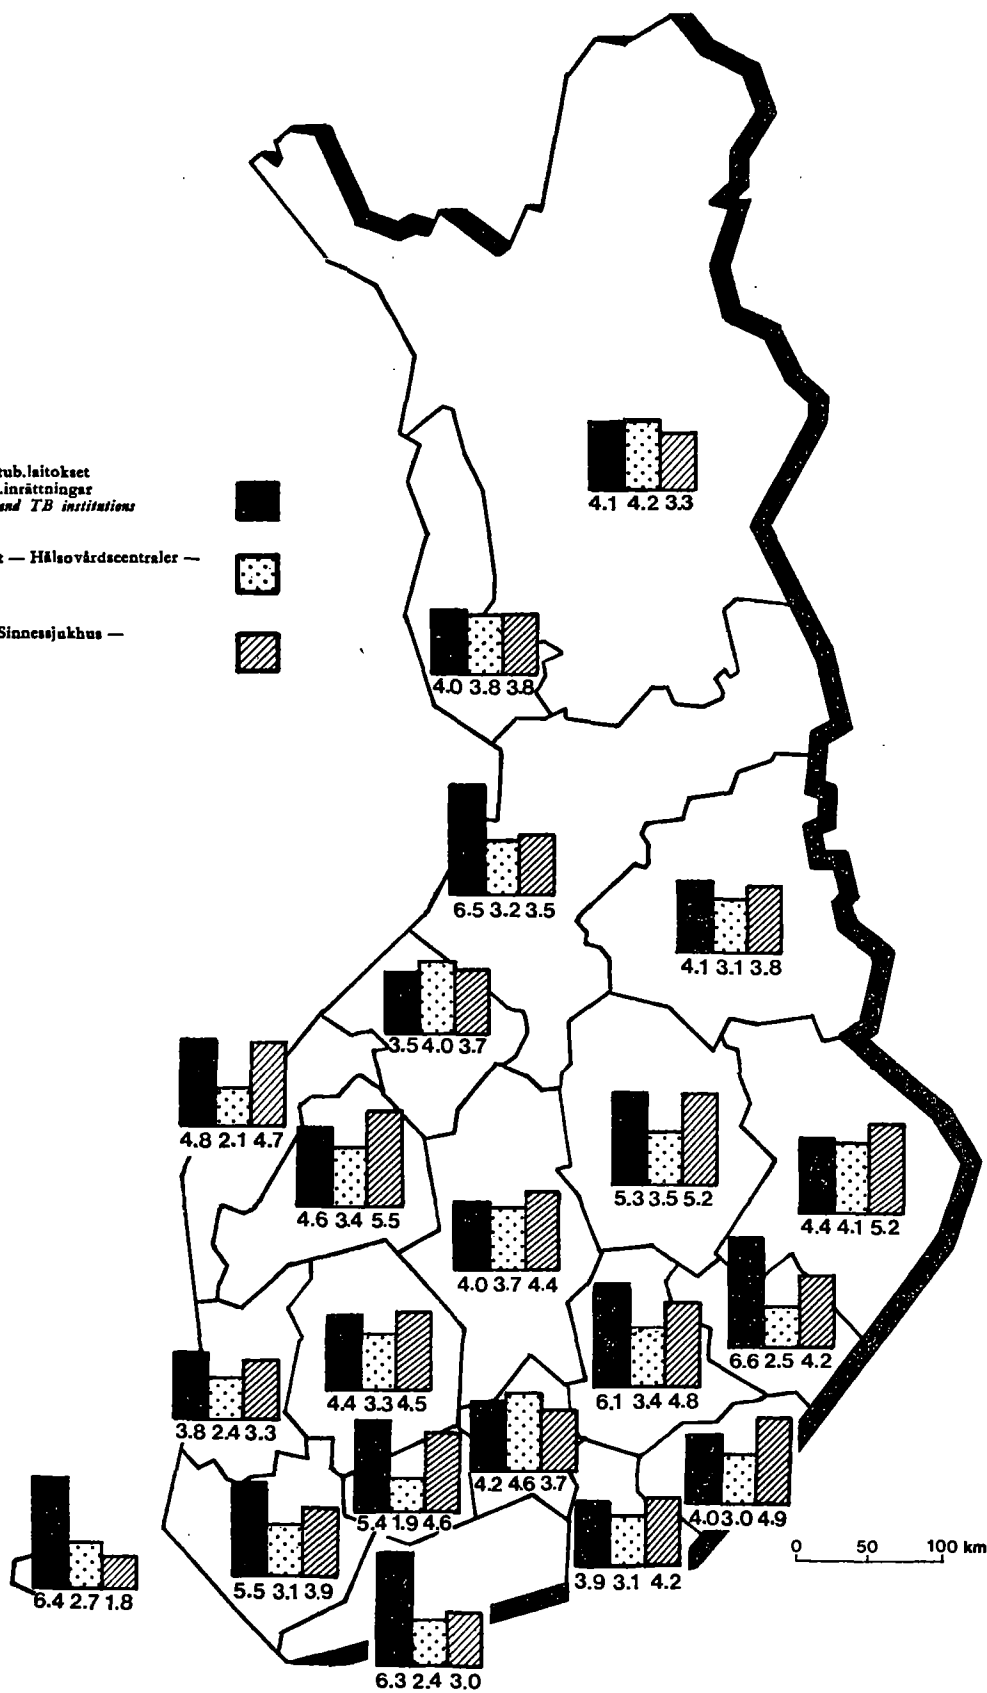 tub.laitokset
.inrättningar
and TB institutions
— Hälsovårdscentraler —
Sinnessjukhus —
4.1 4.2 3.3
4.0 3.8 3.8
6.5 3.2 3.5
4.1 3.1 3.8
3.5 4.0 3.7
4.8 2.1 4.7
4.6 3.4 5.5
5.3 3.5 5.2
4.4 4.1 5.2
4.0 3.7 4.4
6.6 2.5 4.2
6.1 3.4 4.8
4.4 3.3 4.5
3.8 2.4 3.3
4.2 4.6 3.7
5.4 1.9 4.6
4.0 3.0 4.9
0 50 100 km
3.9 3.1 4.2
5.5 3.1 3.9
6.4 2.7 1.8
6.3 2.4 3.0